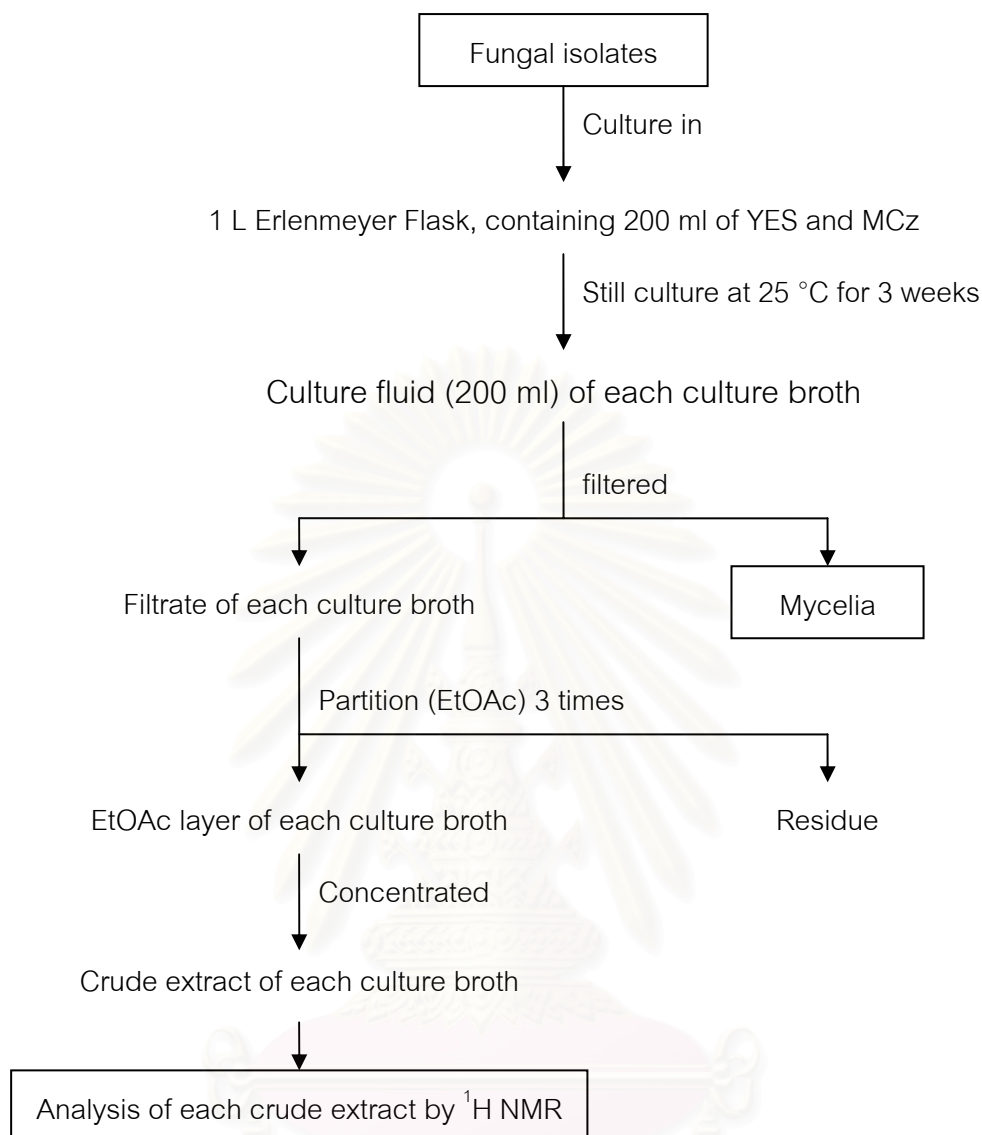 Fungal isolates
Culture in
1 L Erlenmeyer Flask, containing 200 ml of YES and MCz
Still culture at 25 °C for 3 weeks
Culture fluid (200 ml) of each culture broth
filtered
Filtrate of each culture broth
Mycelia
Partition (EtOAc) 3 times
EtOAc layer of each culture broth
Residue
Concentrated
Crude extract of each culture broth
Analysis of each crude extract by ¹H NMR